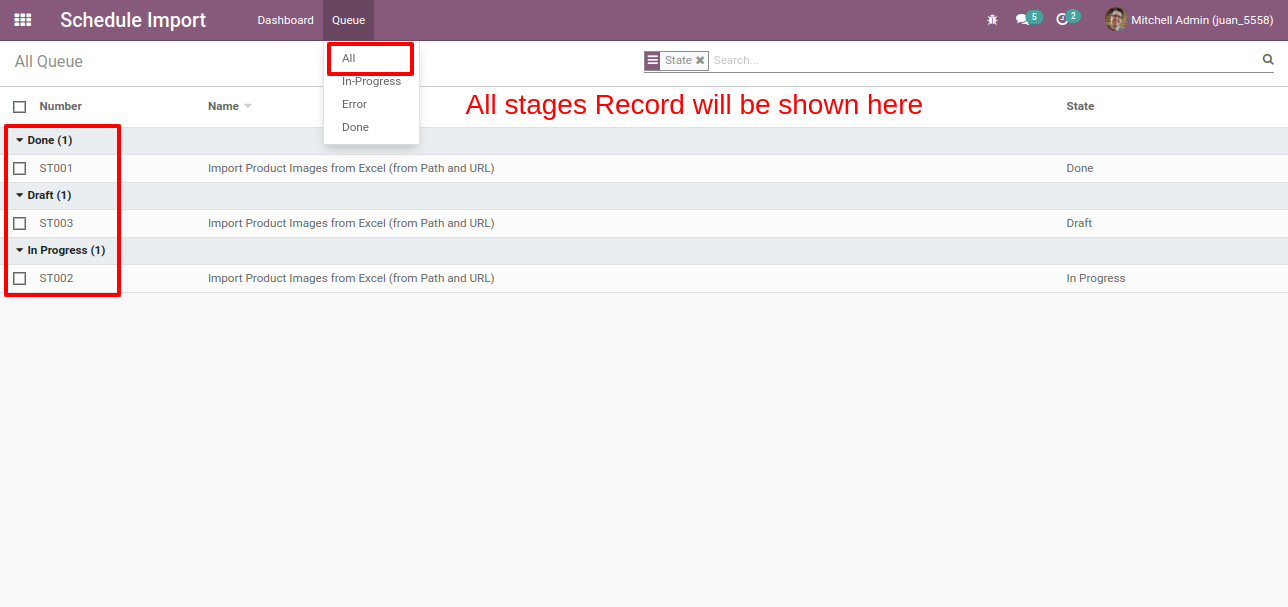 Schedule Import Dashboard Queue 5 2 Mitchell Admin (juan_5558)
All Queue State Search...
All
In-Progress
Error
Done
Number Name State
All stages Record will be shown here
Done (1)
ST001 Import Product Images from Excel (from Path and URL) Done
Draft (1)
ST003 Import Product Images from Excel (from Path and URL) Draft
In Progress (1)
ST002 Import Product Images from Excel (from Path and URL) In Progress